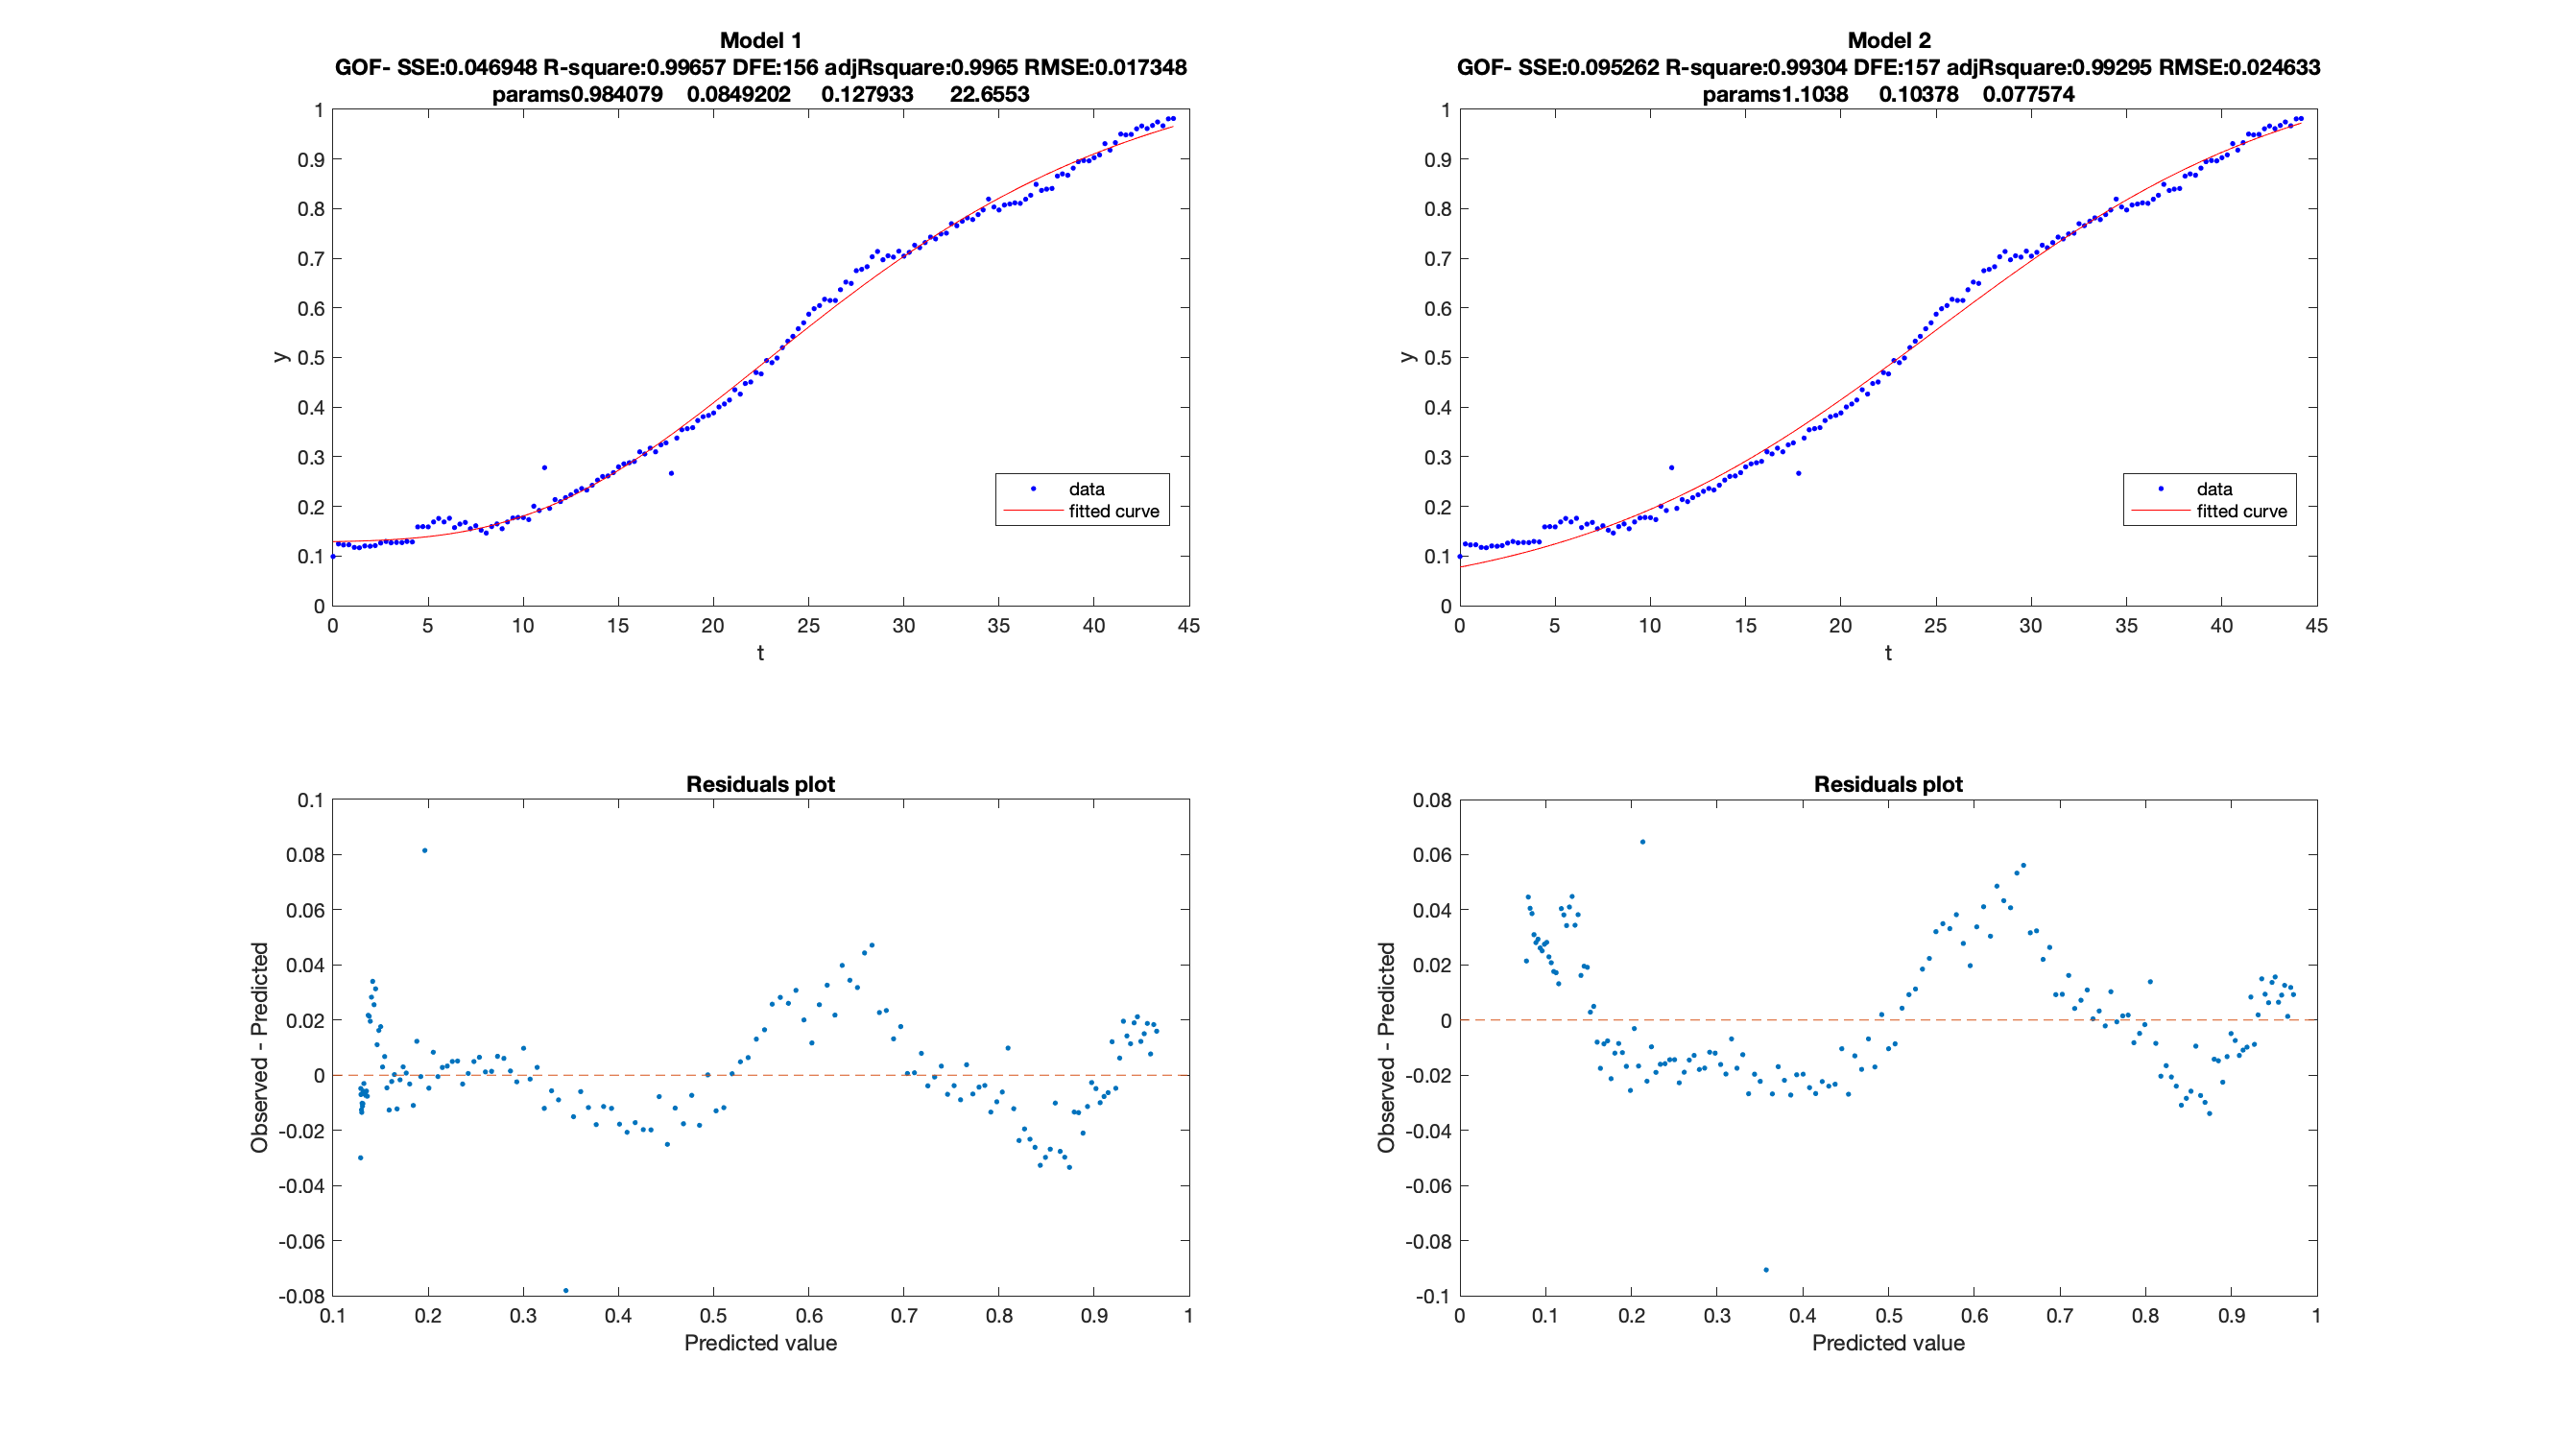 Model 1
GOF- SSE:0.046948 R-square:0.99657 DFE:156 adjRsquare:0.9965 RMSE:0.017348
params0.984079 0.0849202 0.127933 22.6553
1
0.9
0.8
0.7
0.6
0.5
0.4
0.3
0.2
0.1
0
y
data
fitted curve
0 5 10 15 20 25 30 35 40 45
t
Model 2
GOF- SSE:0.095262 R-square:0.99304 DFE:157 adjRsquare:0.99295 RMSE:0.024633
params1.1038 0.10378 0.077574
1
0.9
0.8
0.7
0.6
0.5
0.4
0.3
0.2
0.1
0
y
data
fitted curve
0 5 10 15 20 25 30 35 40 45
t
Residuals plot
0.1
0.08
0.06
0.04
0.02
0
-0.02
-0.04
-0.06
-0.08
Observed - Predicted
0.1 0.2 0.3 0.4 0.5 0.6 0.7 0.8 0.9 1
Predicted value
Residuals plot
0.08
0.06
0.04
0.02
0
-0.02
-0.04
-0.06
-0.08
-0.1
Observed - Predicted
0 0.1 0.2 0.3 0.4 0.5 0.6 0.7 0.8 0.9 1
Predicted value